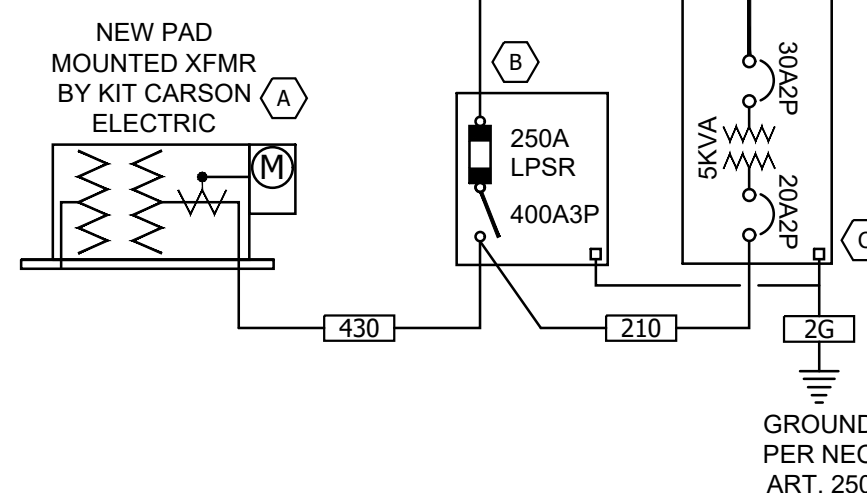 NEW PAD
MOUNTED XFMR
BY KIT CARSON
ELECTRIC
A
M
B
250A
LPSR
400A3P
30A2P
5KVA
20A2P
C
430
210
2G
GROUND
PER NEC
ART. 250